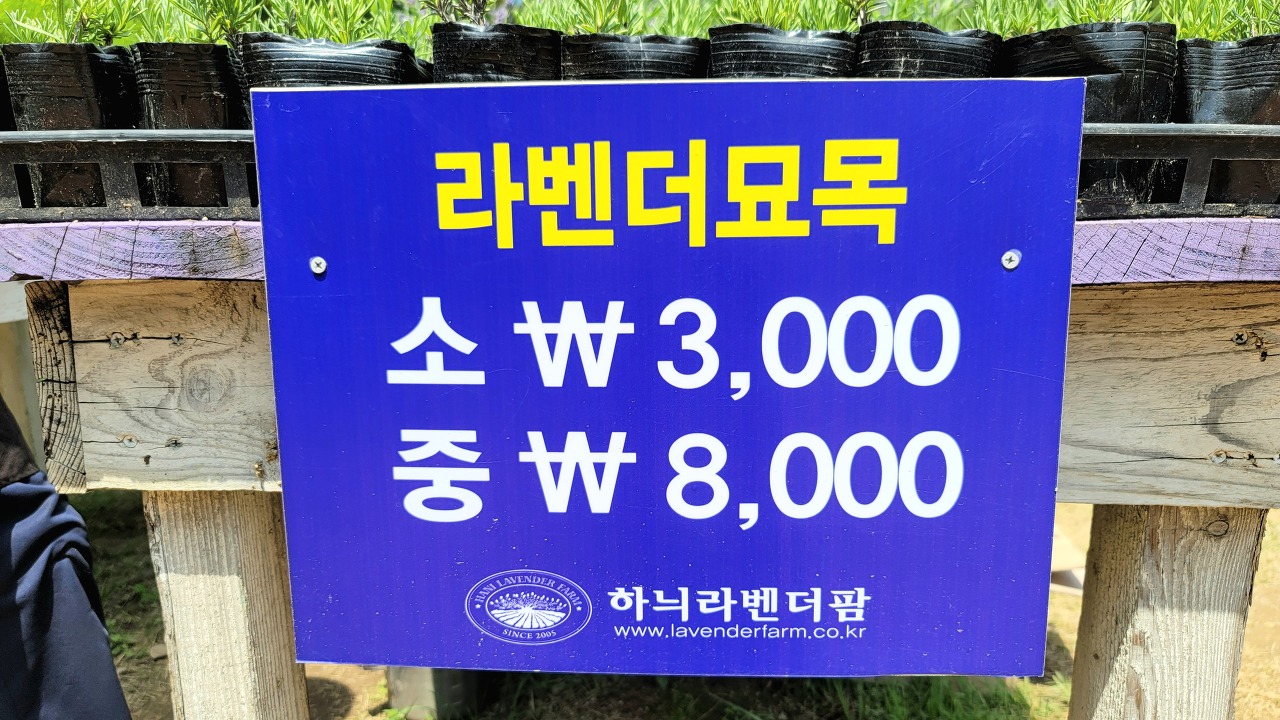 라벤더묘목
소 ₩ 3,000
중 ₩ 8,000
HANI LAVENDER FARM
SINCE 2005
하늬라벤더팜
www.lavenderfarm.co.kr